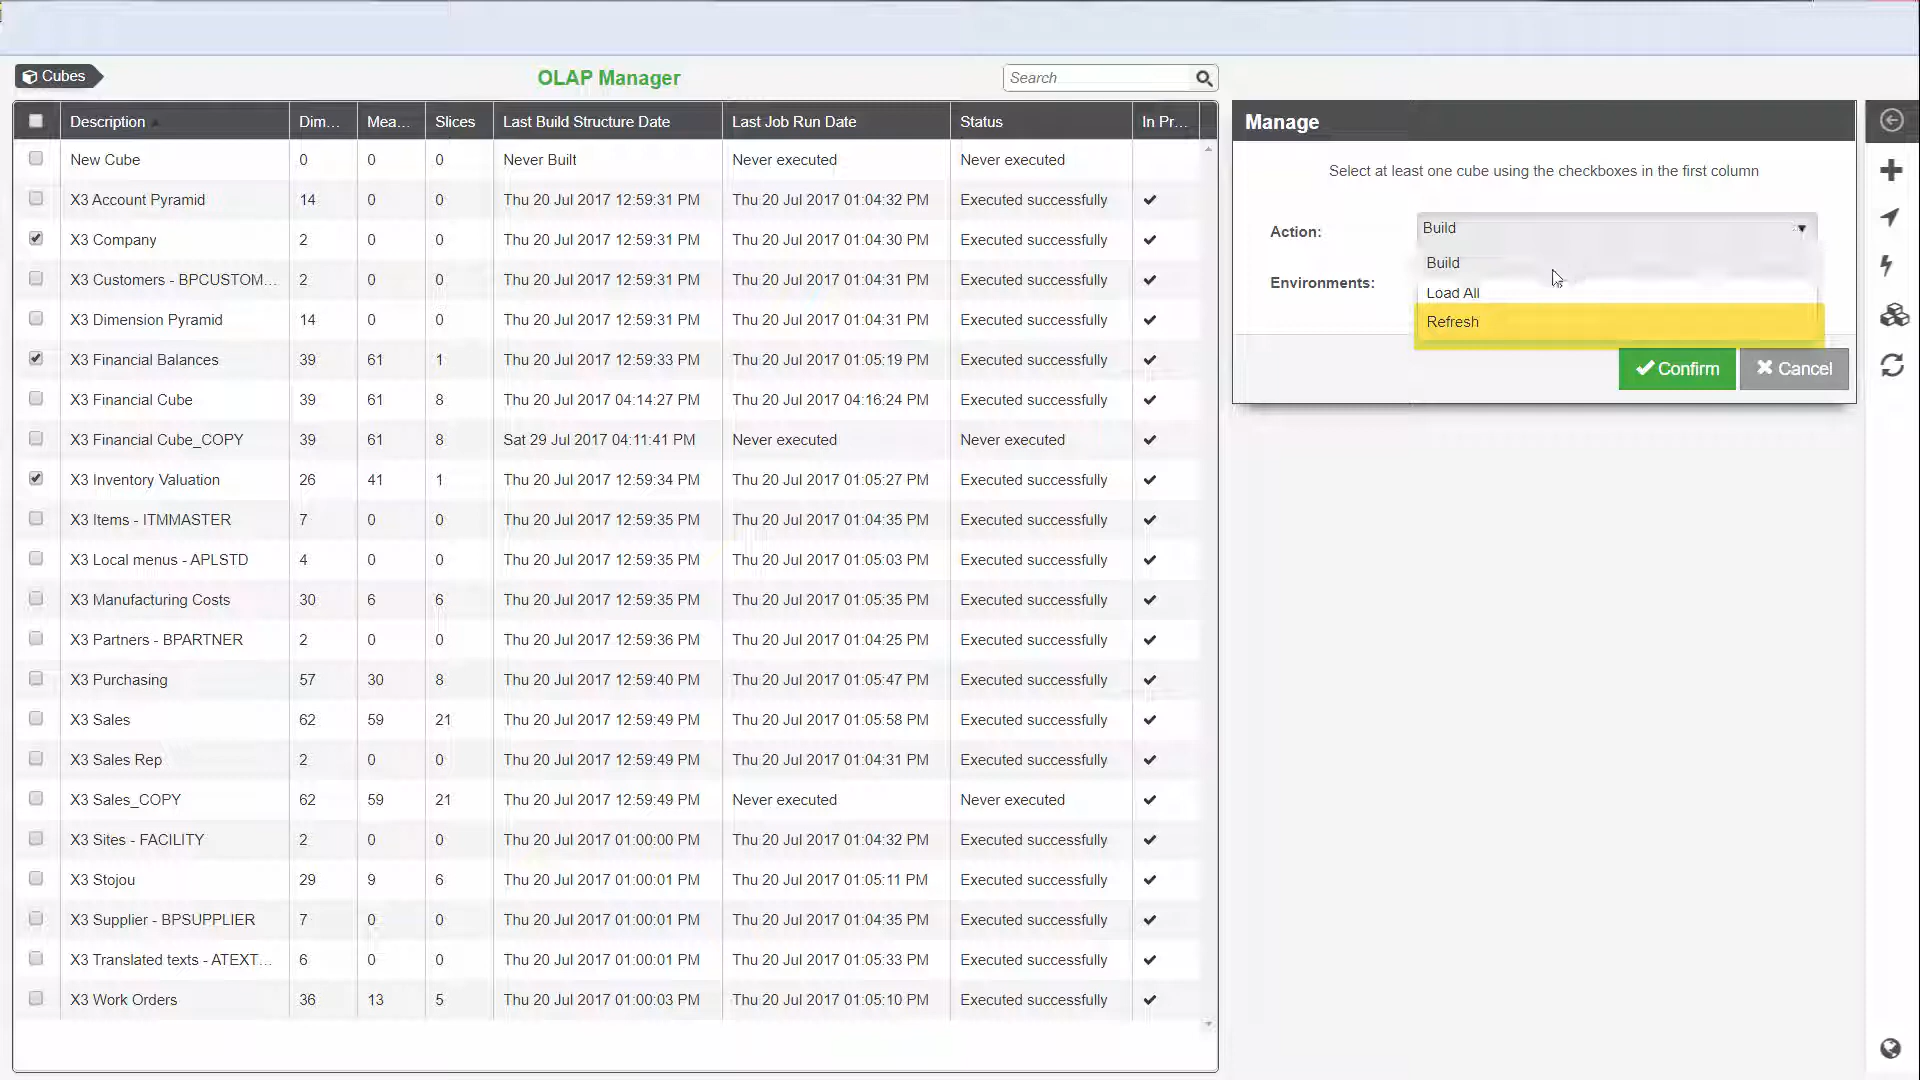 Cubes
OLAP Manager
Search
Description Dim... Mea... Slices Last Build Structure Date Last Job Run Date Status In Pr...
New Cube 0 0 0 Never Built Never executed Never executed
X3 Account Pyramid 14 0 0 Thu 20 Jul 2017 12:59:31 PM Thu 20 Jul 2017 01:04:32 PM Executed successfully
X3 Company 2 0 0 Thu 20 Jul 2017 12:59:31 PM Thu 20 Jul 2017 01:04:30 PM Executed successfully
X3 Customers - BPCUSTOM... 2 0 0 Thu 20 Jul 2017 12:59:31 PM Thu 20 Jul 2017 01:04:31 PM Executed successfully
X3 Dimension Pyramid 14 0 0 Thu 20 Jul 2017 12:59:31 PM Thu 20 Jul 2017 01:04:31 PM Executed successfully
X3 Financial Balances 39 61 1 Thu 20 Jul 2017 12:59:33 PM Thu 20 Jul 2017 01:05:19 PM Executed successfully
X3 Financial Cube 39 61 8 Thu 20 Jul 2017 04:14:27 PM Thu 20 Jul 2017 04:16:24 PM Executed successfully
X3 Financial Cube_COPY 39 61 8 Sat 29 Jul 2017 04:11:41 PM Never executed Never executed
X3 Inventory Valuation 26 41 1 Thu 20 Jul 2017 12:59:34 PM Thu 20 Jul 2017 01:05:27 PM Executed successfully
X3 Items - ITMMASTER 7 0 0 Thu 20 Jul 2017 12:59:35 PM Thu 20 Jul 2017 01:04:35 PM Executed successfully
X3 Local menus - APLSTD 4 0 0 Thu 20 Jul 2017 12:59:35 PM Thu 20 Jul 2017 01:05:03 PM Executed successfully
X3 Manufacturing Costs 30 6 6 Thu 20 Jul 2017 12:59:35 PM Thu 20 Jul 2017 01:05:35 PM Executed successfully
X3 Partners - BPARTNER 2 0 0 Thu 20 Jul 2017 12:59:36 PM Thu 20 Jul 2017 01:04:25 PM Executed successfully
X3 Purchasing 57 30 8 Thu 20 Jul 2017 12:59:40 PM Thu 20 Jul 2017 01:05:47 PM Executed successfully
X3 Sales 62 59 21 Thu 20 Jul 2017 12:59:49 PM Thu 20 Jul 2017 01:05:58 PM Executed successfully
X3 Sales Rep 2 0 0 Thu 20 Jul 2017 12:59:49 PM Thu 20 Jul 2017 01:04:31 PM Executed successfully
X3 Sales_COPY 62 59 21 Thu 20 Jul 2017 12:59:49 PM Never executed Never executed
X3 Sites - FACILITY 2 0 0 Thu 20 Jul 2017 01:00:00 PM Thu 20 Jul 2017 01:04:32 PM Executed successfully
X3 Stojou 29 9 6 Thu 20 Jul 2017 01:00:01 PM Thu 20 Jul 2017 01:05:11 PM Executed successfully
X3 Supplier - BPSUPPLIER 7 0 0 Thu 20 Jul 2017 01:00:01 PM Thu 20 Jul 2017 01:04:35 PM Executed successfully
X3 Translated texts - ATEXT... 6 0 0 Thu 20 Jul 2017 01:00:01 PM Thu 20 Jul 2017 01:05:33 PM Executed successfully
X3 Work Orders 36 13 5 Thu 20 Jul 2017 01:00:03 PM Thu 20 Jul 2017 01:05:10 PM Executed successfully
Manage
Select at least one cube using the checkboxes in the first column
Action: Build
Build
Environments:
Load All
Refresh
Confirm Cancel